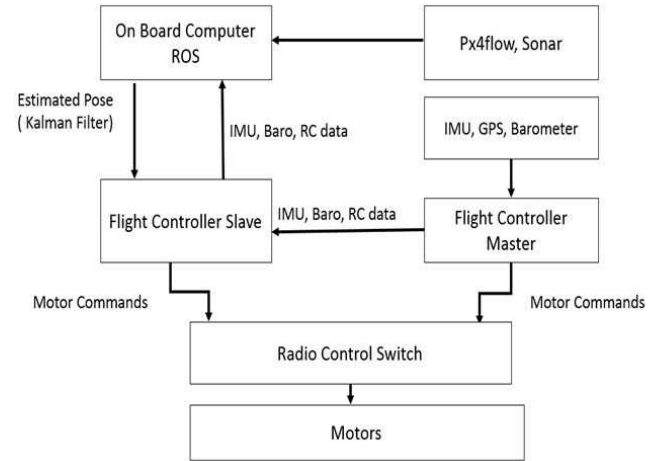 On Board Computer
ROS
Px4flow, Sonar
Estimated Pose
( Kalman Filter)
IMU, Baro, RC data
IMU, GPS, Barometer
Flight Controller Slave
IMU, Baro, RC data
Flight Controller
Master
Motor Commands
Motor Commands
Radio Control Switch
Motors